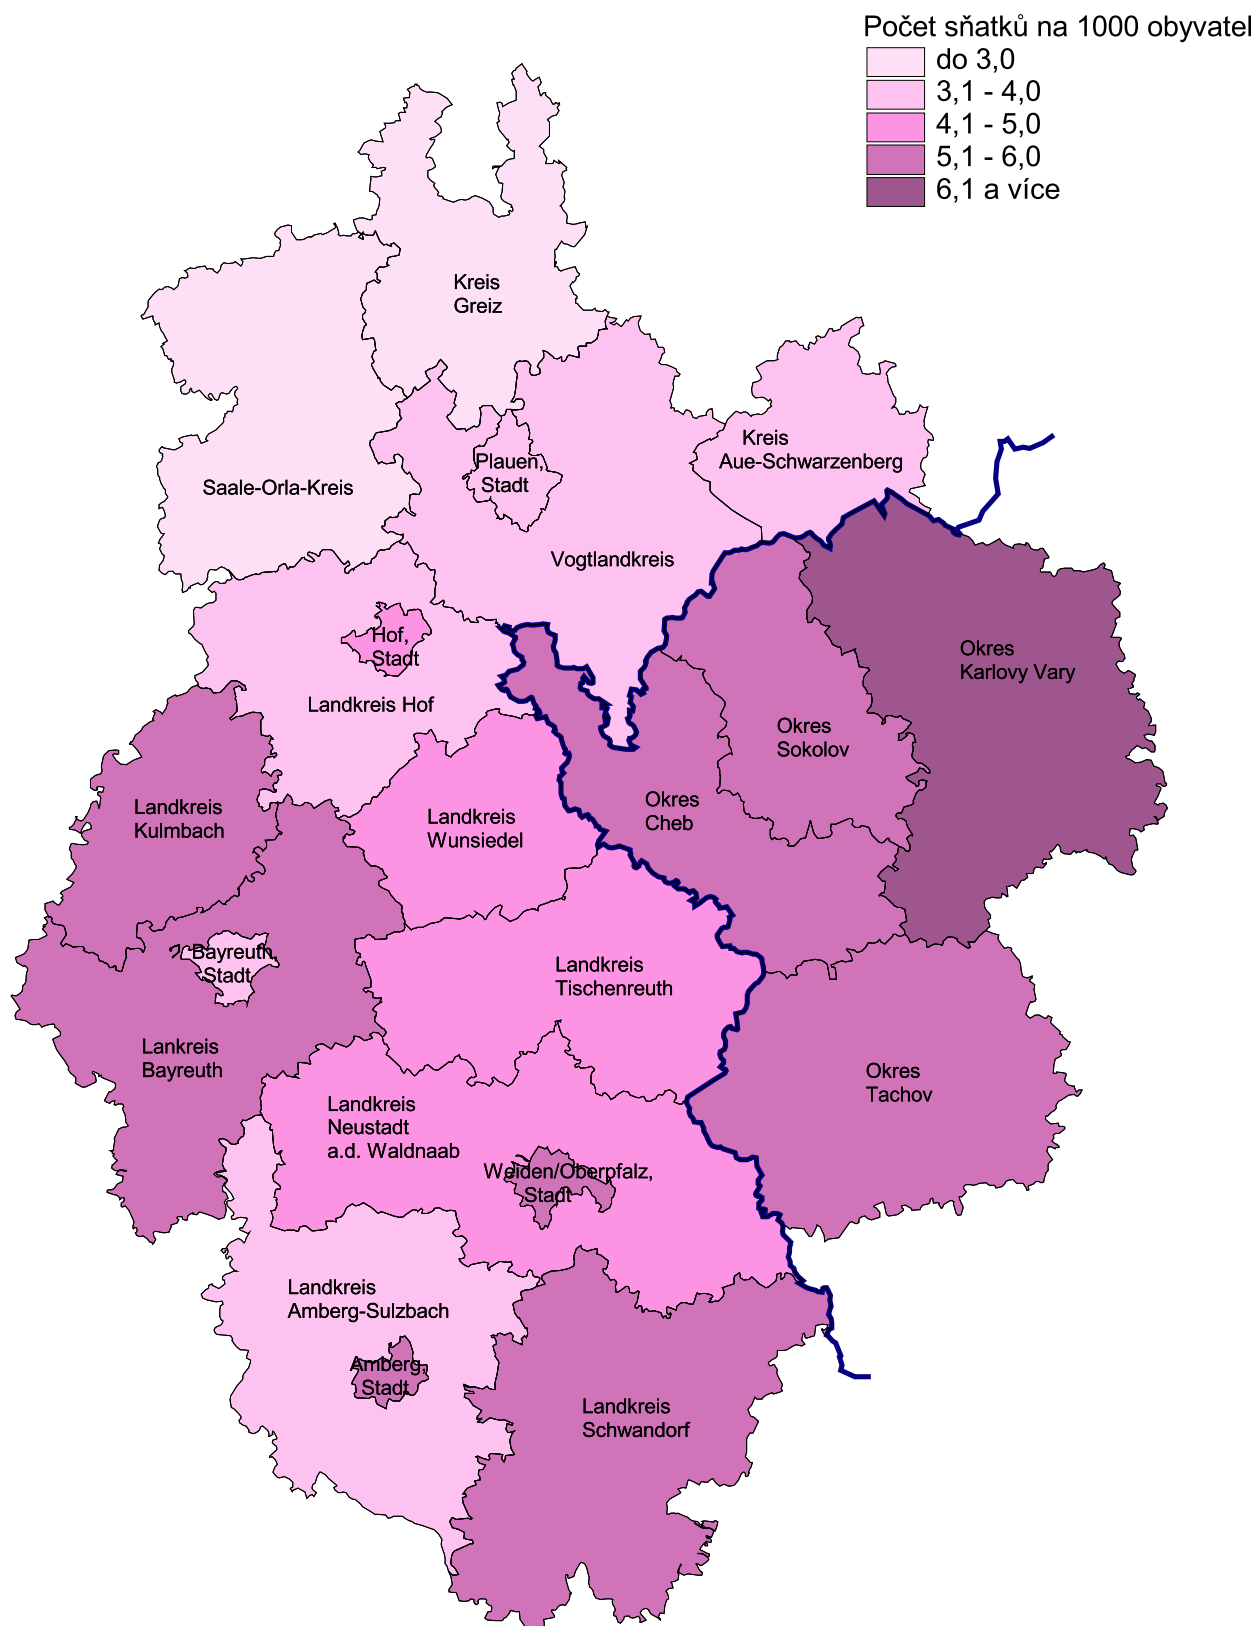 Počet sňatků na 1000 obyvatel
do 3,0
3,1 - 4,0
4,1 - 5,0
5,1 - 6,0
6,1 a více
Kreis
Greiz
Kreis
Aue-Schwarzenberg
Plauen,
Stadt
Saale-Orla-Kreis
Vogtlandkreis
Hof,
Stadt
Okres
Karlovy Vary
Landkreis Hof
Okres
Sokolov
Landkreis
Kulmbach
Landkreis
Wunsiedel
Okres
Cheb
Bayreuth,
Stadt
Landkreis
Tischenreuth
Lankreis
Bayreuth
Okres
Tachov
Landkreis
Neustadt
a.d. Waldnaab
Weiden/Oberpfalz,
Stadt
Landkreis
Amberg-Sulzbach
Amberg,
Stadt
Landkreis
Schwandorf